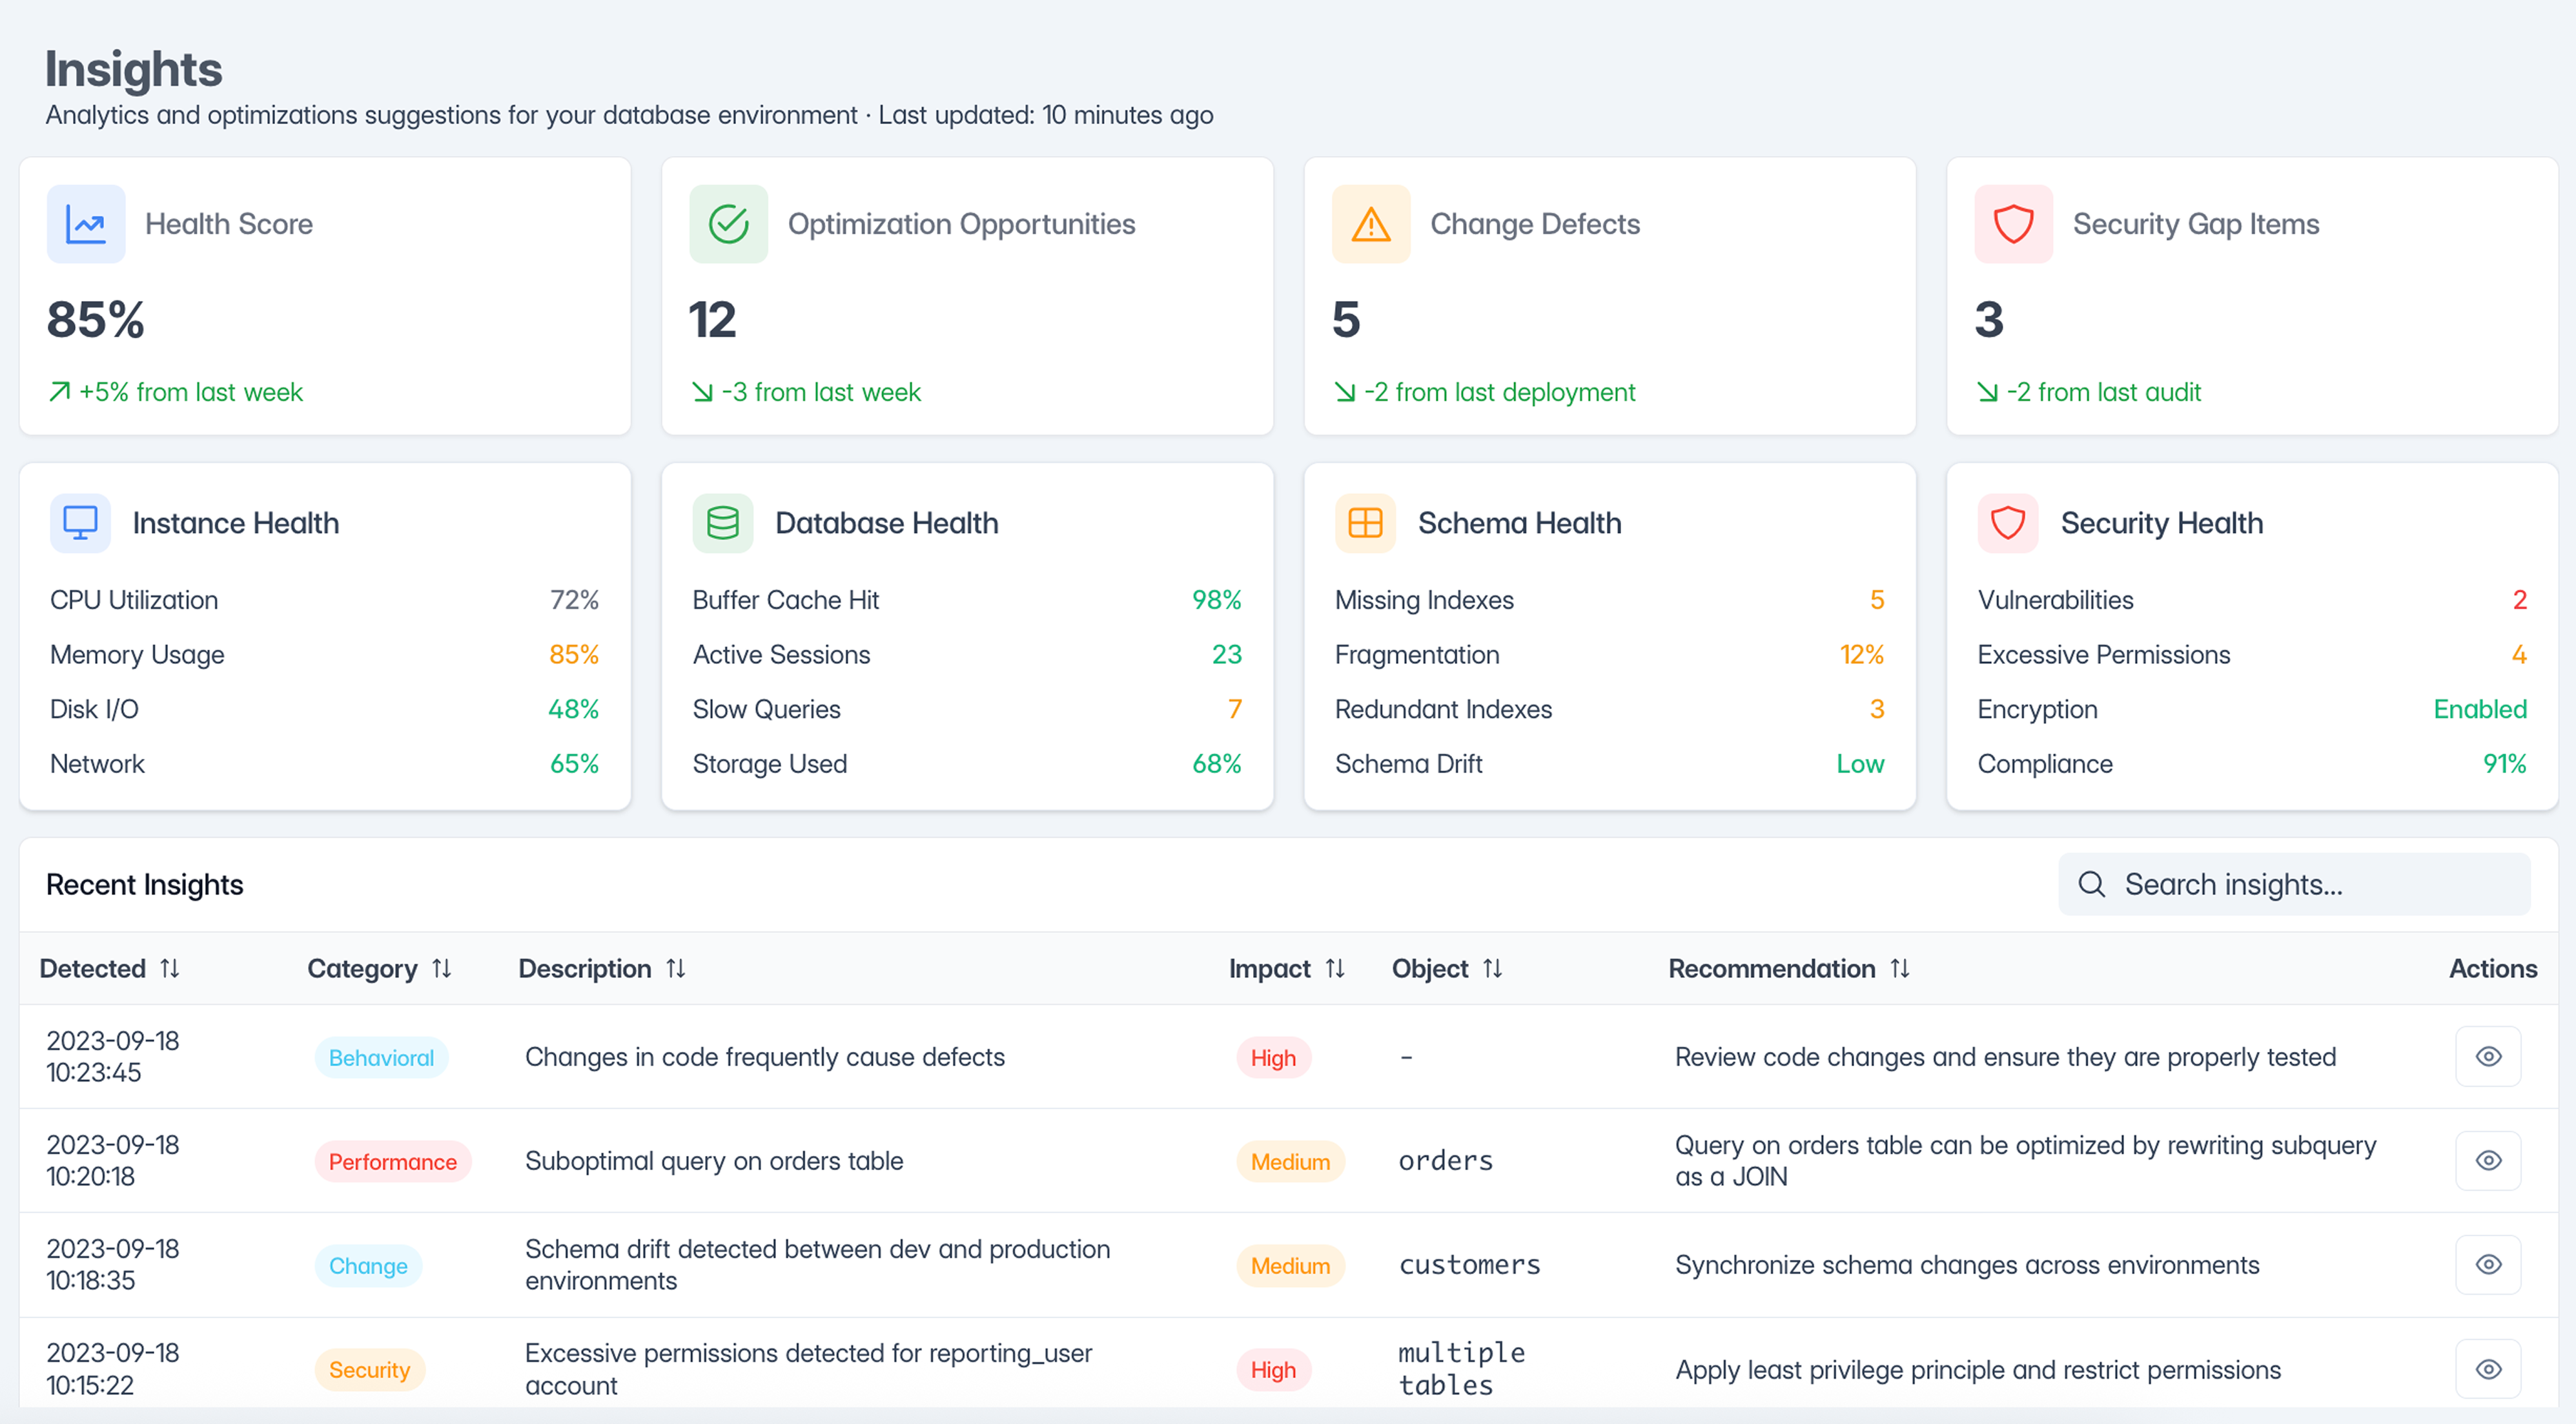 Insights
Analytics and optimizations suggestions for your database environment · Last updated: 10 minutes ago
Health Score
85%
+5% from last week
Optimization Opportunities
12
-3 from last week
Change Defects
5
-2 from last deployment
Security Gap Items
3
-2 from last audit
Instance Health
CPU Utilization 72%
Memory Usage 85%
Disk I/O 48%
Network 65%
Database Health
Buffer Cache Hit 98%
Active Sessions 23
Slow Queries 7
Storage Used 68%
Schema Health
Missing Indexes 5
Fragmentation 12%
Redundant Indexes 3
Schema Drift Low
Security Health
Vulnerabilities 2
Excessive Permissions 4
Encryption Enabled
Compliance 91%
Recent Insights
Search insights...
Detected Category Description Impact Object Recommendation Actions
2023-09-18
10:23:45
Behavioral
Changes in code frequently cause defects
High
-
Review code changes and ensure they are properly tested
2023-09-18
10:20:18
Performance
Suboptimal query on orders table
Medium
orders
Query on orders table can be optimized by rewriting subquery
as a JOIN
2023-09-18
10:18:35
Change
Schema drift detected between dev and production
environments
Medium
customers
Synchronize schema changes across environments
2023-09-18
10:15:22
Security
Excessive permissions detected for reporting_user
account
High
multiple
tables
Apply least privilege principle and restrict permissions